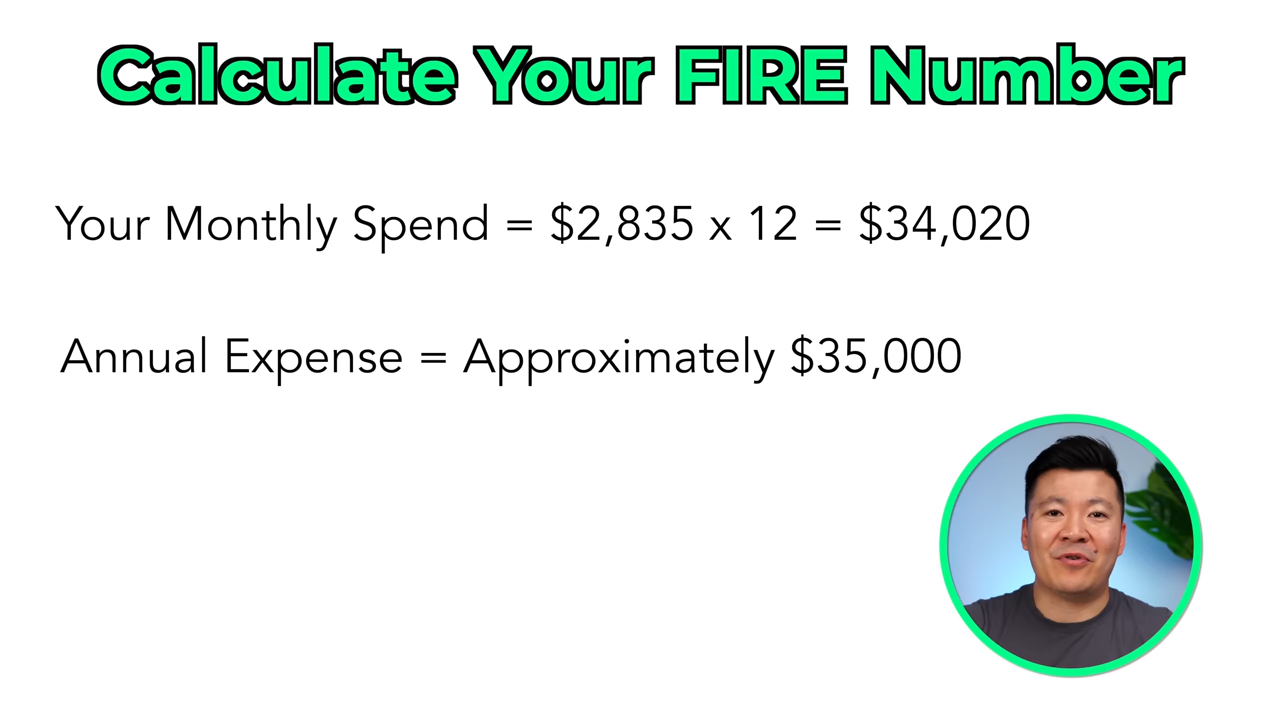 Calculate Your FIRE Number
Your Monthly Spend = $2,835 x 12 = $34,020
Annual Expense = Approximately $35,000